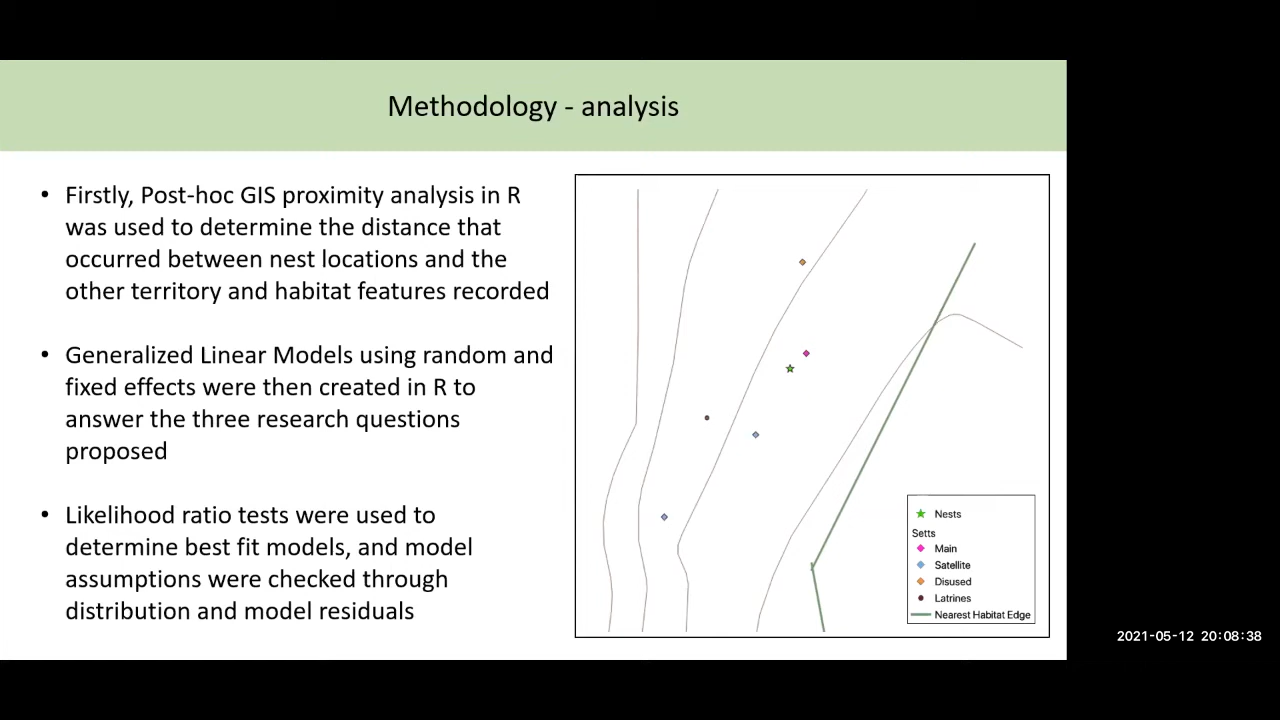 Methodology - analysis
• Firstly, Post-hoc GIS proximity analysis in R
was used to determine the distance that
occurred between nest locations and the
other territory and habitat features recorded
• Generalized Linear Models using random and
fixed effects were then created in R to
answer the three research questions
proposed
• Likelihood ratio tests were used to
determine best fit models, and model
assumptions were checked through
distribution and model residuals
Nests
Setts
Main
Satellite
Disused
Latrines
Nearest Habitat Edge
2021-05-12 20:08:38